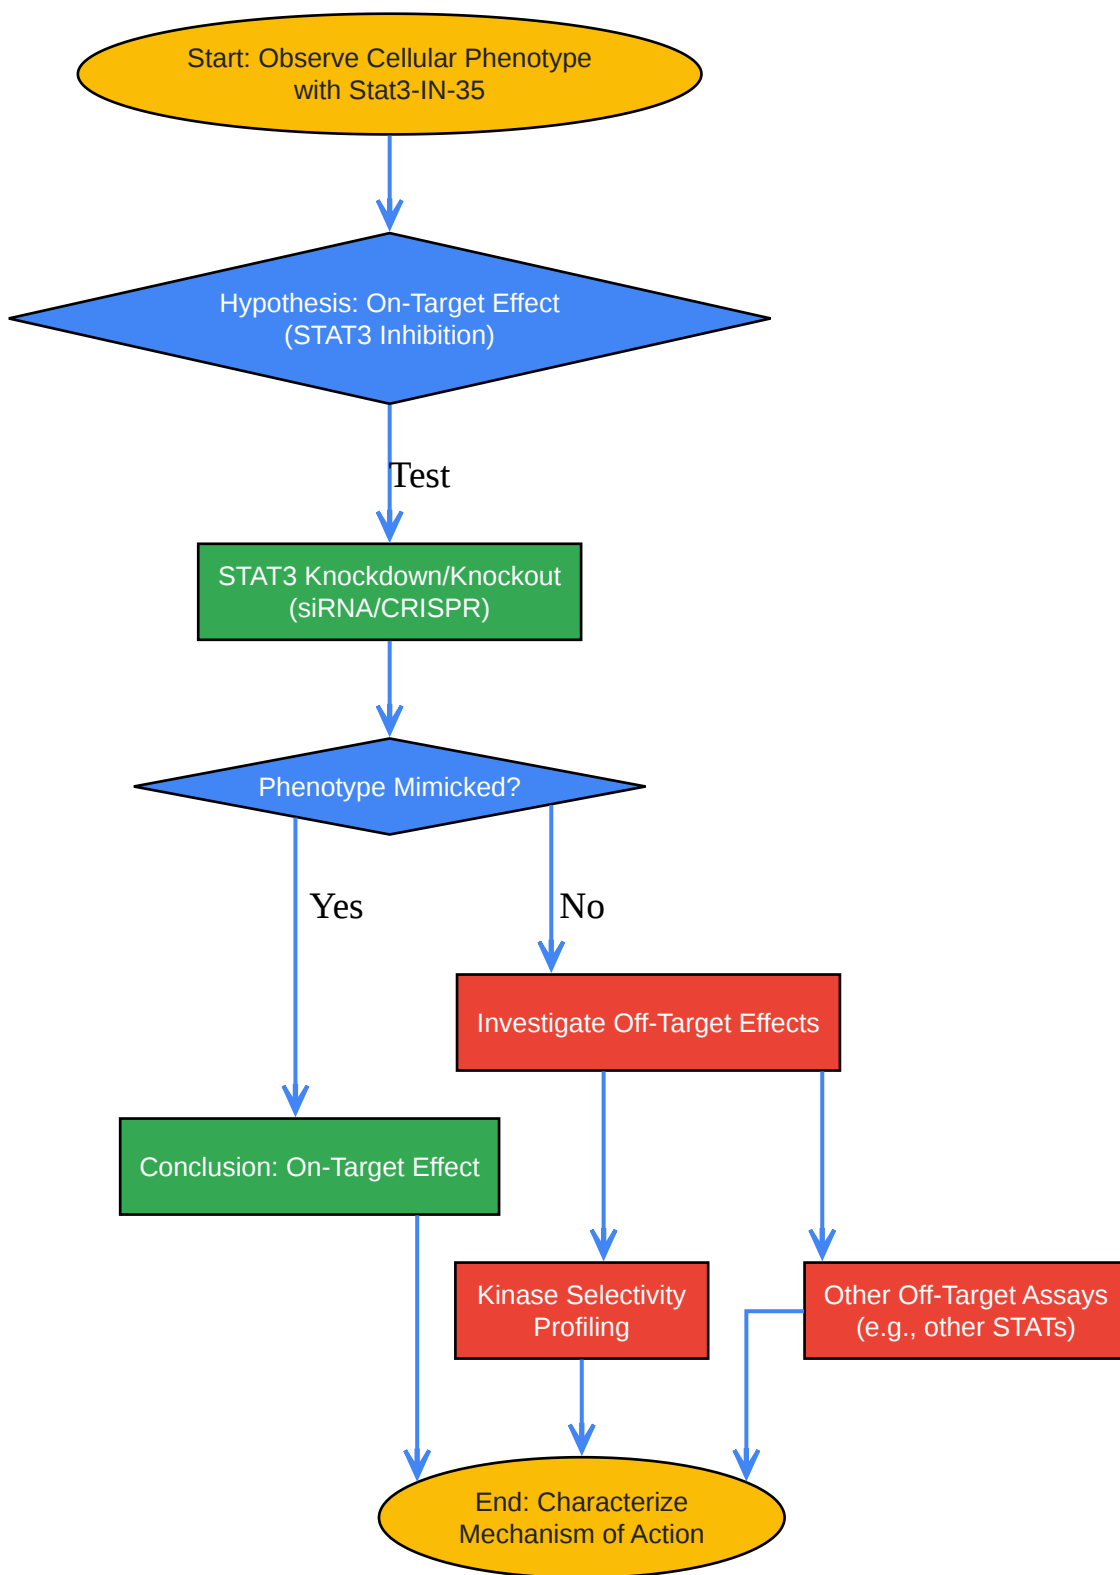 Start: Observe Cellular Phenotype
with Stat3-IN-35
Hypothesis: On-Target Effect
(STAT3 Inhibition)
Test
STAT3 Knockdown/Knockout
(siRNA/CRISPR)
Phenotype Mimicked?
Yes
No
Investigate Off-Target Effects
Conclusion: On-Target Effect
Kinase Selectivity
Profiling
Other Off-Target Assays
(e.g., other STATs)
End: Characterize
Mechanism of Action